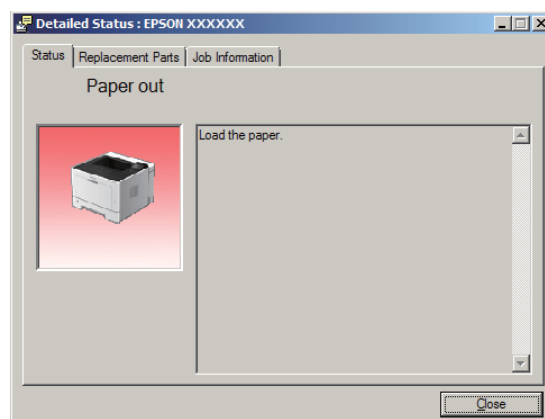 Detailed Status : EPSON XXXXXX
Status Replacement Parts Job Information
Paper out
Load the paper.
Close